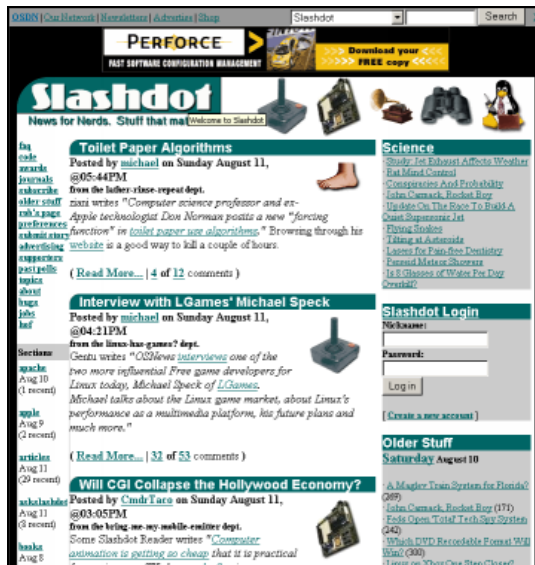 OSDN | Our Network | Newsletters | Advertise | Shop
Slashdot
Search
PERFORCE
FAST SOFTWARE CONFIGURATION MANAGEMENT
Download your <<<
>>> FREE copy <<<<
Slashdot
News for Nerds. Stuff that mat
Welcome to Slashdot
faq
code
awards
journals
subscribe
older stuff
rob's page
preferences
submit story
advertising
supporters
past polls
topics
about
bugs
jobs
hof
Sections
apache
Aug 10
(1 recent)
apple
Aug 9
(2 recent)
articles
Aug 11
(29 recent)
askslashdot
Aug 11
(8 recent)
books
Aug 8
Toilet Paper Algorithms
Posted by michael on Sunday August 11,
@05:44PM
from the lather-rinse-repeat dept.
ziani writes "Computer science professor and ex-
Apple technologist Don Norman posts a new "forcing
function" in toilet paper use algorithms." Browsing through his
website is a good way to kill a couple of hours.
( Read More... | 4 of 12 comments )
Interview with LGames' Michael Speck
Posted by michael on Sunday August 11,
@04:21PM
from the linux-has-games? dept.
Gentu writes "OSNews interviews one of the
two more influential Free game developers for
Linux today, Michael Speck of LGames.
Michael talks about the Linux game market, about Linux's
performance as a multimedia platform, his future plans and
much more."
( Read More... | 32 of 53 comments )
Will CGI Collapse the Hollywood Economy?
Posted by CmdrTaco on Sunday August 11,
@03:05PM
from the bring-me-my-mobile-emitter dept.
Some Slashdot Reader writes "Computer
animation is getting so cheap that it is practical
Science
· Study: Jet Exhaust Affects Weather
· Rat Mind Control
· Conspiracies And Probability
· John Carmack, Rocket Boy
· Update On The Race To Build A
Quiet Supersonic Jet
· Flying Snakes
· Tilting at Asteroids
· Lasers for Pain-free Dentistry
· Perseid Meteor Showers
· Is 8 Glasses of Water Per Day
Overkill?
Slashdot Login
Nickname:
Password:
Log in
[ Create a new account ]
Older Stuff
Saturday August 10
· A Maglev Train System for Florida?
(269)
· John Carmack, Rocket Boy (171)
· Feds Open 'Total' Tech Spy System
(242)
· Which DVD Recordable Format Will
Win? (300)
· Linux on Xbox One Step Closer?